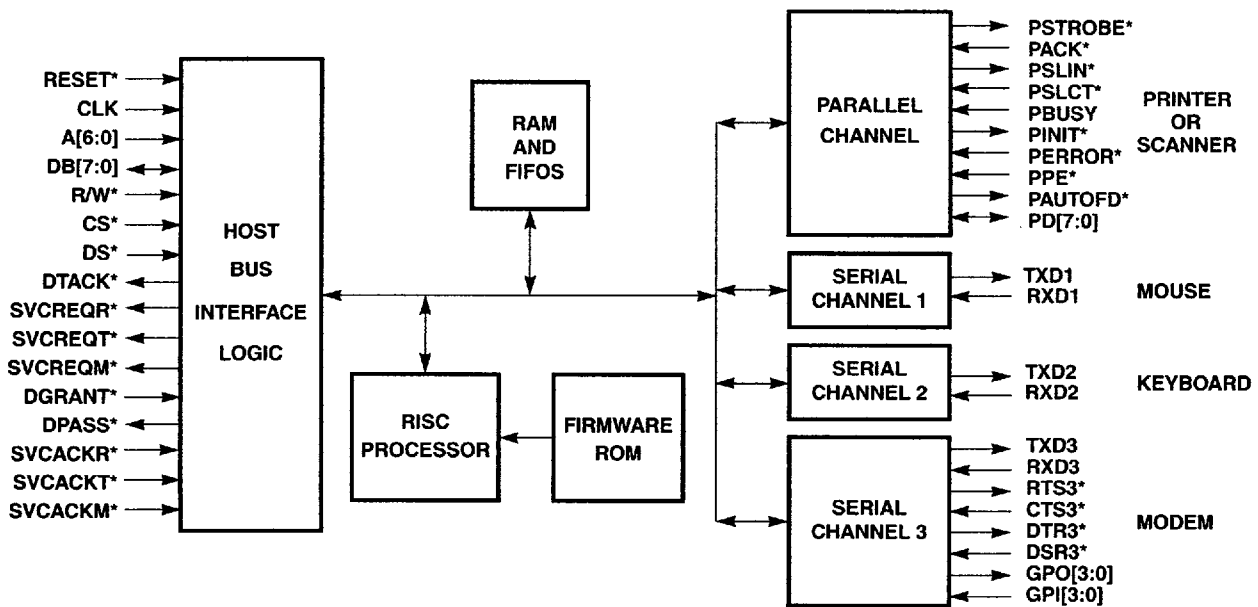 RESET*
CLK
A[6:0]
DB[7:0]
R/W*
CS*
DS*
DTACK*
SVCREQR*
SVCREQT*
SVCREQM*
DGRANT*
DPASS*
SVCACKR*
SVCACKT*
SVCACKM*
HOST
BUS
INTERFACE
LOGIC
RAM
AND
FIFOS
RISC
PROCESSOR
FIRMWARE
ROM
PARALLEL
CHANNEL
PSTROBE*
PACK*
PSLIN*
PSLCT*
PBUSY
PINIT*
PERROR*
PPE*
PAUTOFD*
PD[7:0]
PRINTER
OR
SCANNER
SERIAL
CHANNEL 1
TXD1
RXD1
MOUSE
SERIAL
CHANNEL 2
TXD2
RXD2
KEYBOARD
SERIAL
CHANNEL 3
TXD3
RXD3
RTS3*
CTS3*
DTR3*
DSR3*
GPO[3:0]
GPI[3:0]
MODEM